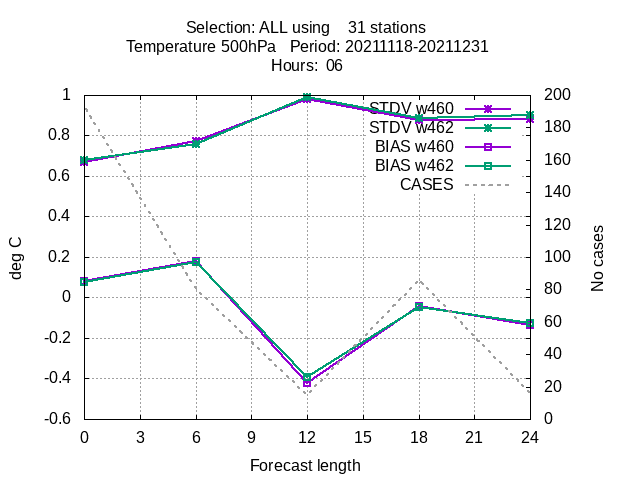 Selection: ALL using    31 stations
Temperature 500hPa   Period: 20211118-20211231
Hours: 06
1
0.8
0.6
0.4
0.2
0
-0.2
-0.4
-0.6
deg C
200
180
160
140
120
100
80
60
40
20
0
No cases
STDV w460
STDV w462
BIAS w460
BIAS w462
CASES
0 3 6 9 12 15 18 21 24
Forecast length